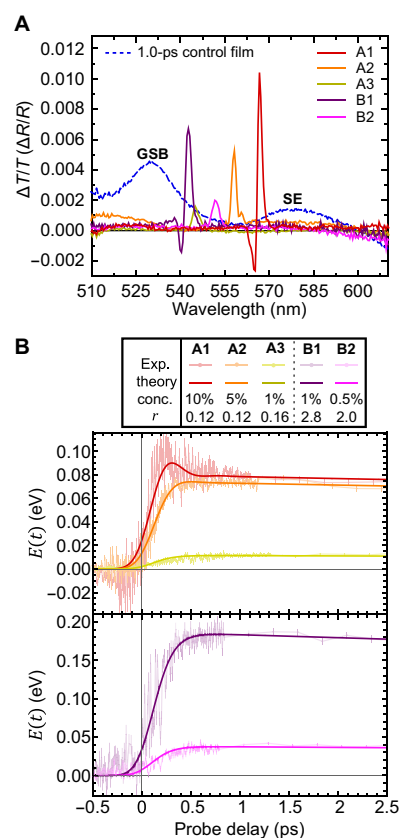 A
0.012
0.010
0.008
0.006
0.004
0.002
0.000
−0.002
ΔT/T (ΔR/R)
1.0-ps control film
A1
A2
A3
B1
B2
GSB
SE
510 525 540 555 570 585 600
Wavelength (nm)
B
A1 A2 A3 B1 B2
Exp.
theory
conc. 10% 5% 1% 1% 0.5%
r 0.12 0.12 0.16 2.8 2.0
0.10
0.08
0.06
0.04
0.02
0.00
−0.02
E(t) (eV)
0.20
0.15
0.10
0.05
0.00
E(t) (eV)
−0.5 0 0.5 1.0 1.5 2.0 2.5
Probe delay (ps)